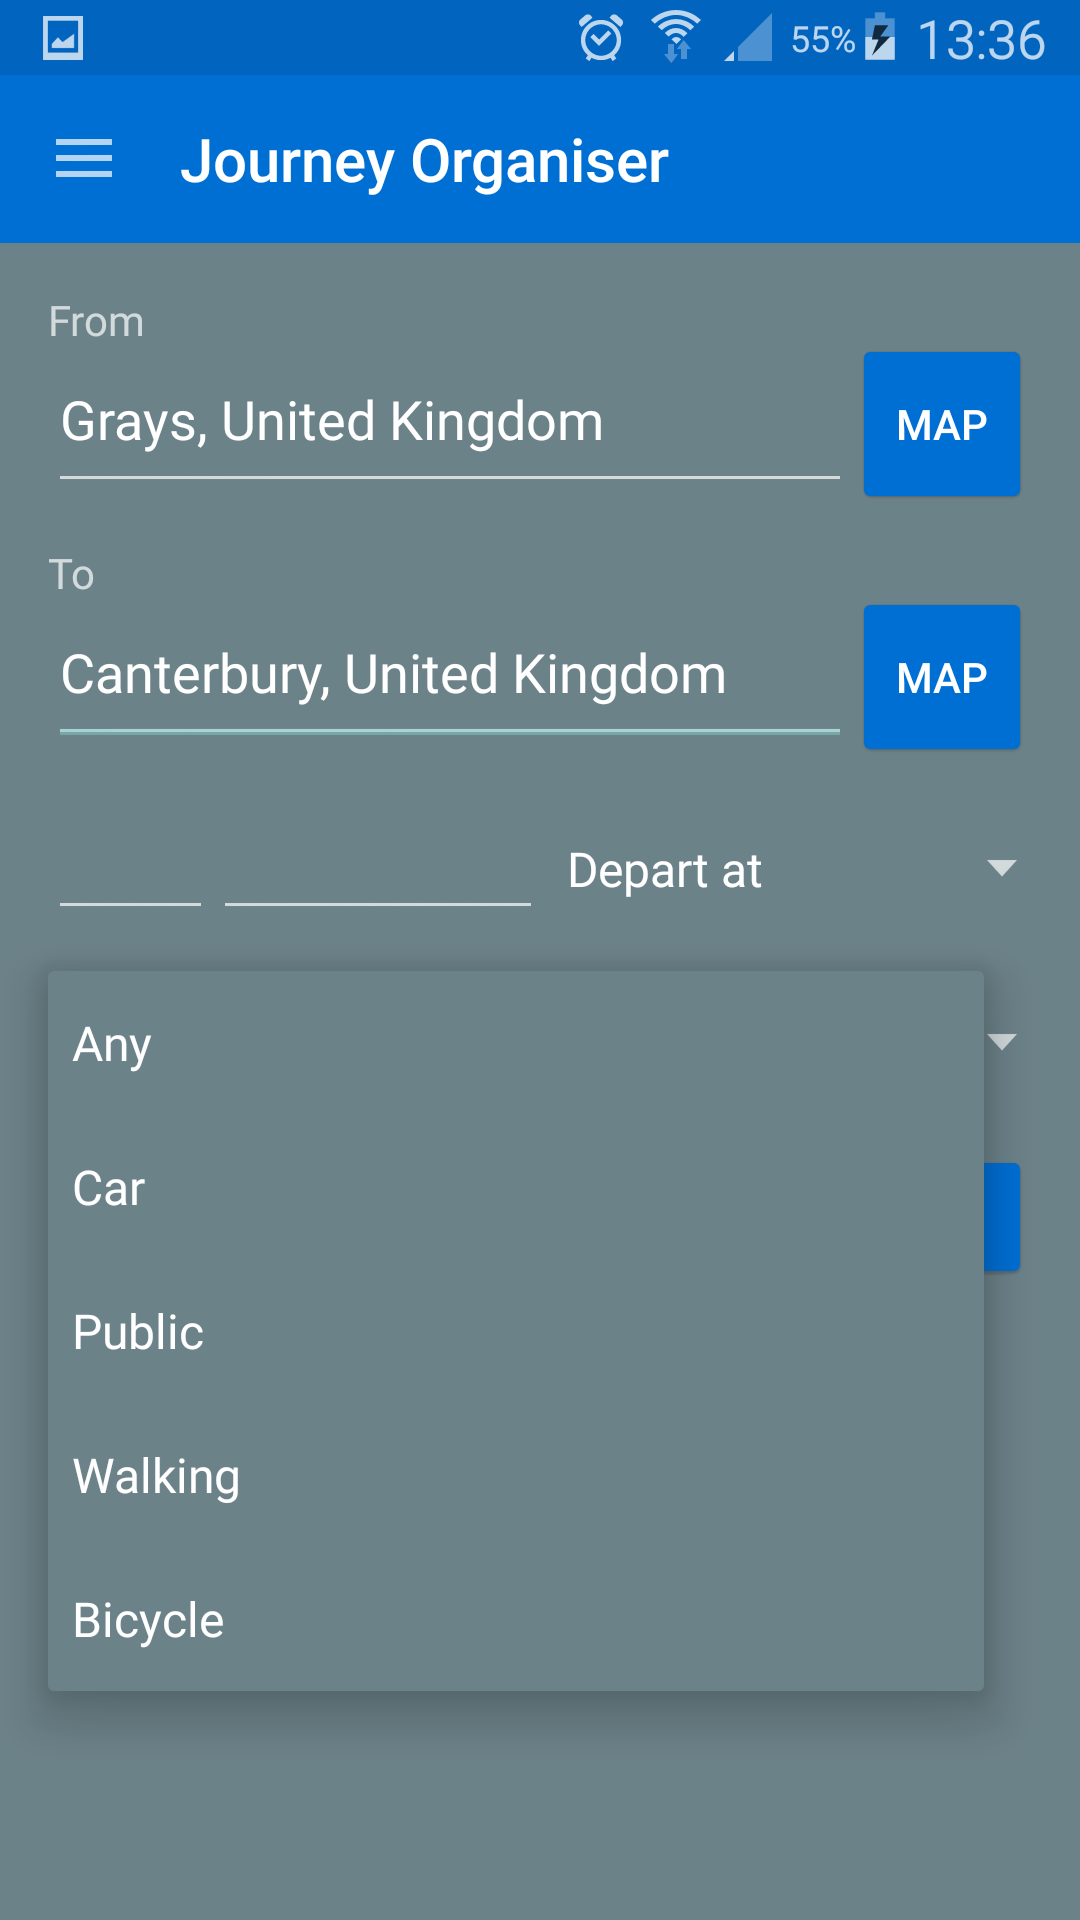 55% 13:36
Journey Organiser
From
Grays, United Kingdom MAP
To
Canterbury, United Kingdom MAP
Depart at
Any
Car
Public
Walking
Bicycle